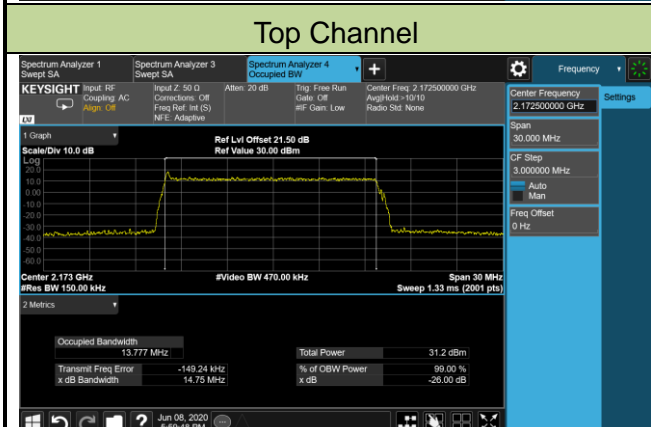 Top Channel
Spectrum Analyzer 1
Swept SA
Spectrum Analyzer 3
Swept SA
Spectrum Analyzer 4
Occupied BW
Frequency
KEYSIGHT
Input: RF
Coupling: AC
Align: Off
Input Z: 50 Ω
Corrections: Off
Freq Ref: Int (S)
NFE: Adaptive
Atten: 20 dB
Trig: Free Run
Gate: Off
#IF Gain: Low
Center Freq: 2.172500000 GHz
Avg|Hold:>10/10
Radio Std: None
Center Frequency
2.172500000 GHz
Settings
Span
30.000 MHz
CF Step
3.000000 MHz
Auto
Man
Freq Offset
0 Hz
1 Graph
Scale/Div 10.0 dB
Ref Lvl Offset 21.50 dB
Ref Value 30.00 dBm
Log
20.0
10.0
0.00
-10.0
-20.0
-30.0
-40.0
-50.0
-60.0
Center 2.173 GHz
#Res BW 150.00 kHz
#Video BW 470.00 kHz
Span 30 MHz
Sweep 1.33 ms (2001 pts)
2 Metrics
Occupied Bandwidth
13.777 MHz
Total Power 31.2 dBm
Transmit Freq Error -149.24 kHz
% of OBW Power 99.00 %
x dB Bandwidth 14.75 MHz
x dB -26.00 dB
Jun 08, 2020